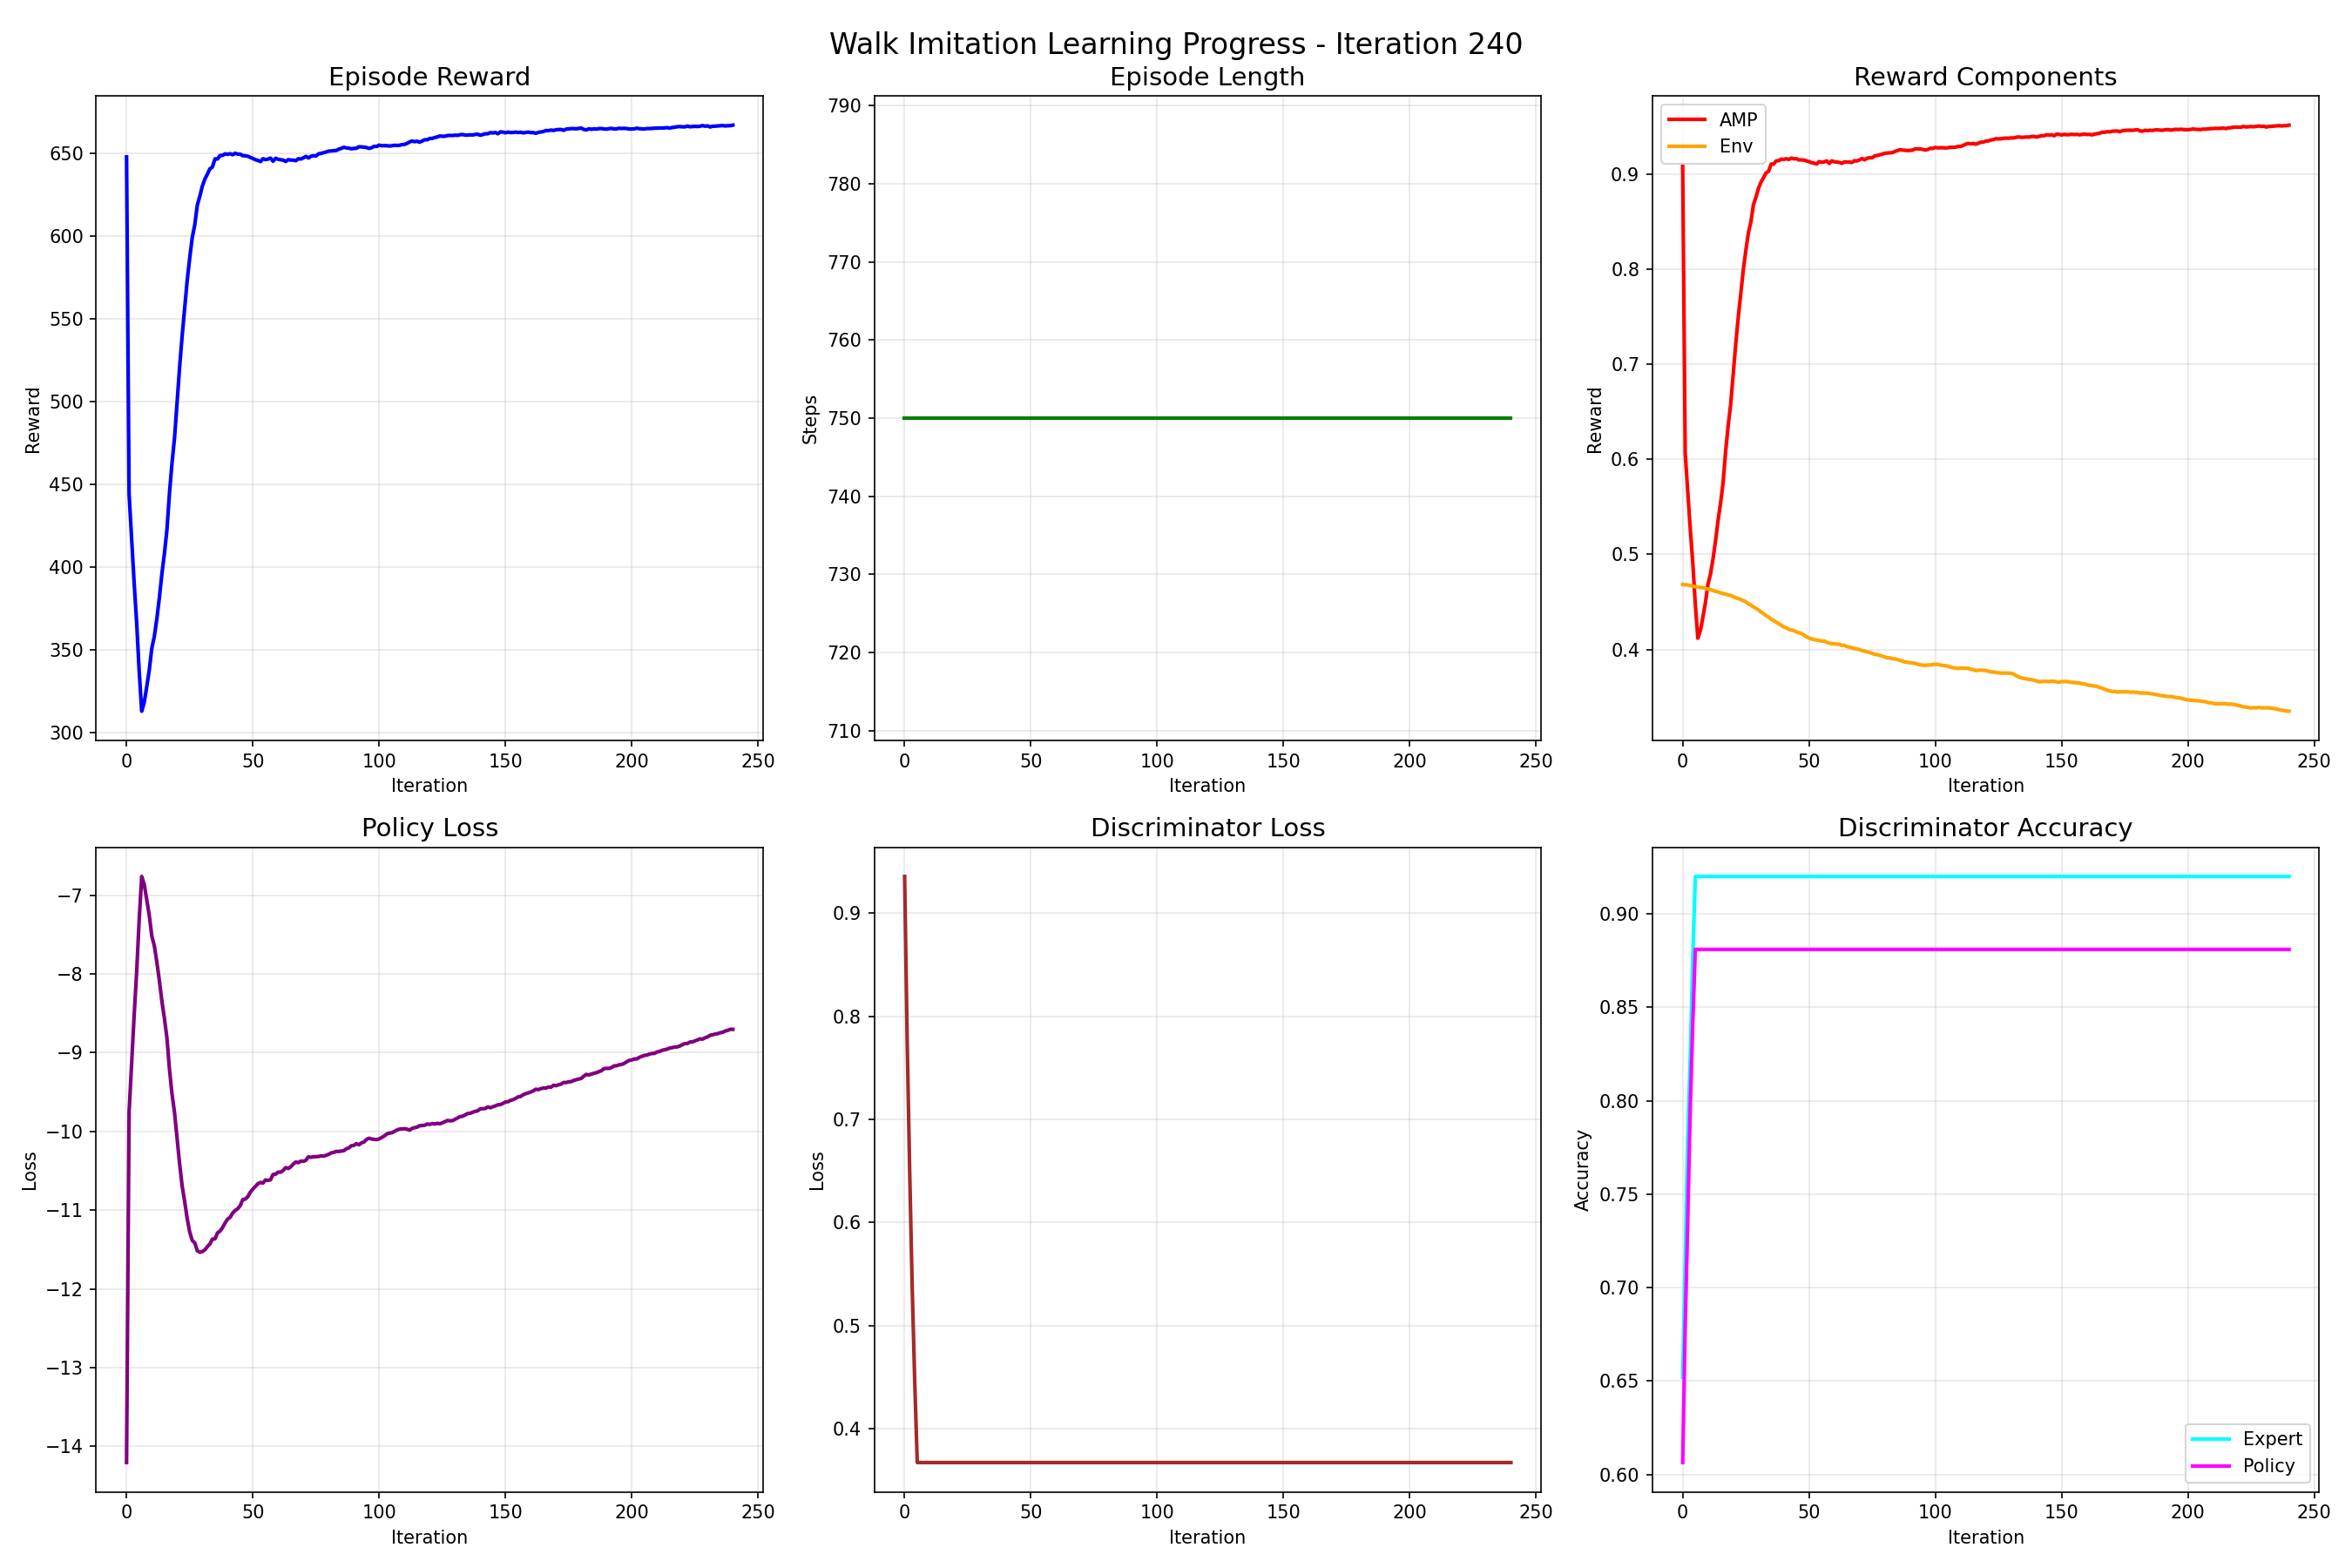 Walk Imitation Learning Progress - Iteration 240
Episode Reward
Reward
650
600
550
500
450
400
350
300
0 50 100 150 200 250
Iteration
Episode Length
Steps
790
780
770
760
750
740
730
720
710
0 50 100 150 200 250
Iteration
Reward Components
AMP
Env
Reward
0.9
0.8
0.7
0.6
0.5
0.4
0 50 100 150 200 250
Iteration
Policy Loss
Loss
−7
−8
−9
−10
−11
−12
−13
−14
0 50 100 150 200 250
Iteration
Discriminator Loss
Loss
0.9
0.8
0.7
0.6
0.5
0.4
0 50 100 150 200 250
Iteration
Discriminator Accuracy
Accuracy
0.90
0.85
0.80
0.75
0.70
0.65
0.60
Expert
Policy
0 50 100 150 200 250
Iteration